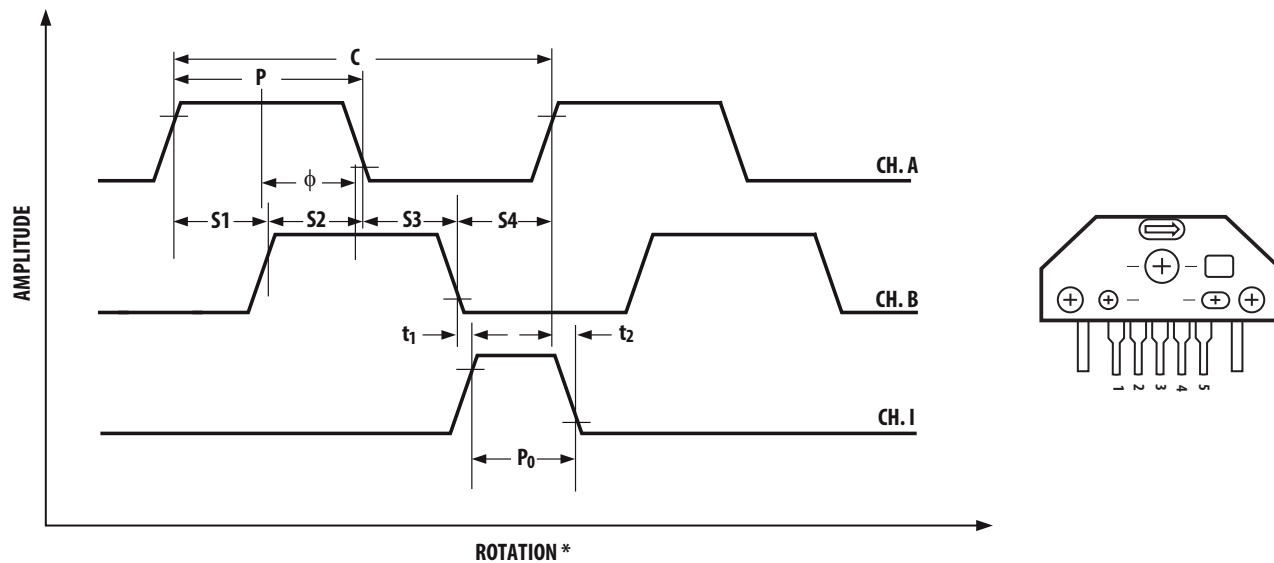 C
P
CH. A
ϕ
S1 S2 S3 S4
AMPLITUDE
CH. B
t1 t2
CH. I
P0
ROTATION *
1 2 3 4 5